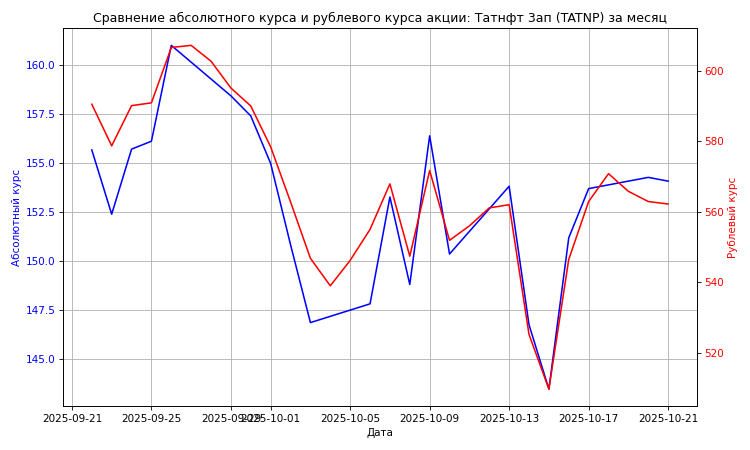 Сравнение абсолютного курса и рублевого курса акции: Татнфт 3ап (TATNP) за месяц
160.0
157.5
155.0
152.5
150.0
147.5
145.0
Абсолютный курс
600
580
560
540
520
Рублевый курс
2025-09-21 2025-09-25 2025-09-29 2025-10-01 2025-10-05 2025-10-09 2025-10-13 2025-10-17 2025-10-21
Дата